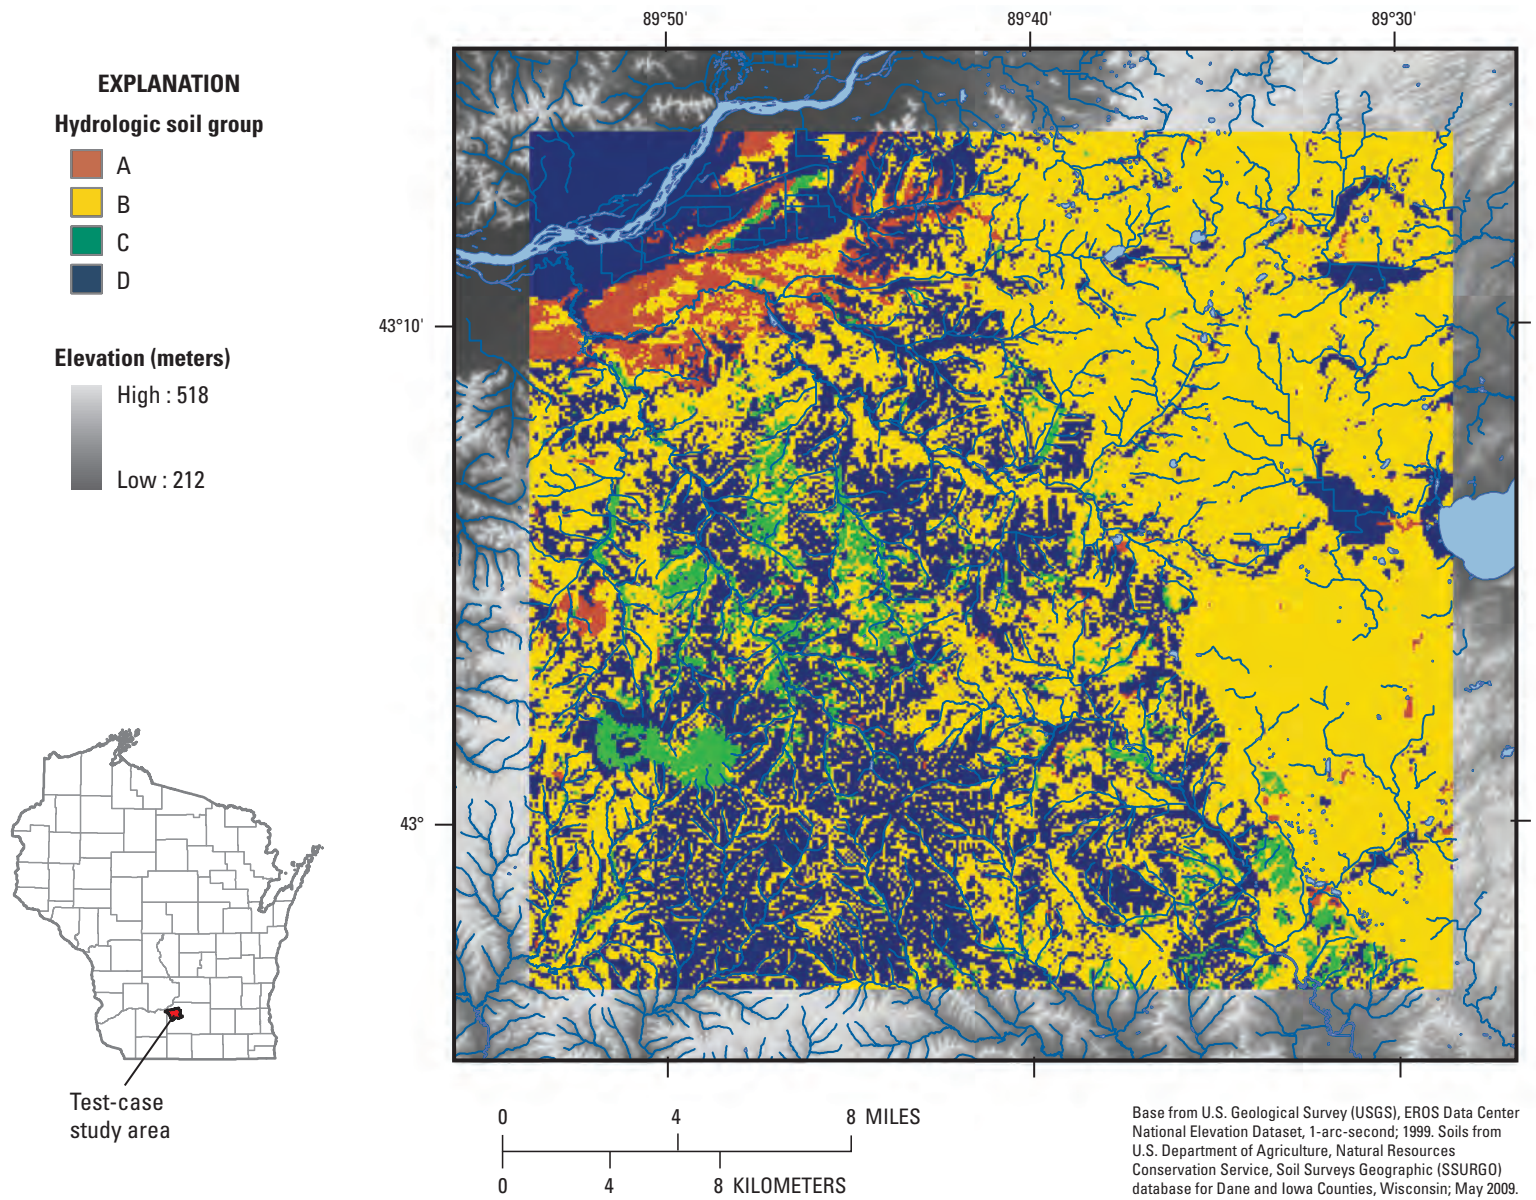 89°50'
89°40'
89°30'
EXPLANATION
Hydrologic soil group
A
B
C
D
43°10'
Elevation (meters)
High : 518
Low : 212
43°
Test-case
study area
0
4
8 MILES
0
4
8 KILOMETERS
Base from U.S. Geological Survey (USGS), EROS Data Center
National Elevation Dataset, 1-arc-second; 1999. Soils from
U.S. Department of Agriculture, Natural Resources
Conservation Service, Soil Surveys Geographic (SSURGO)
database for Dane and Iowa Counties, Wisconsin; May 2009.